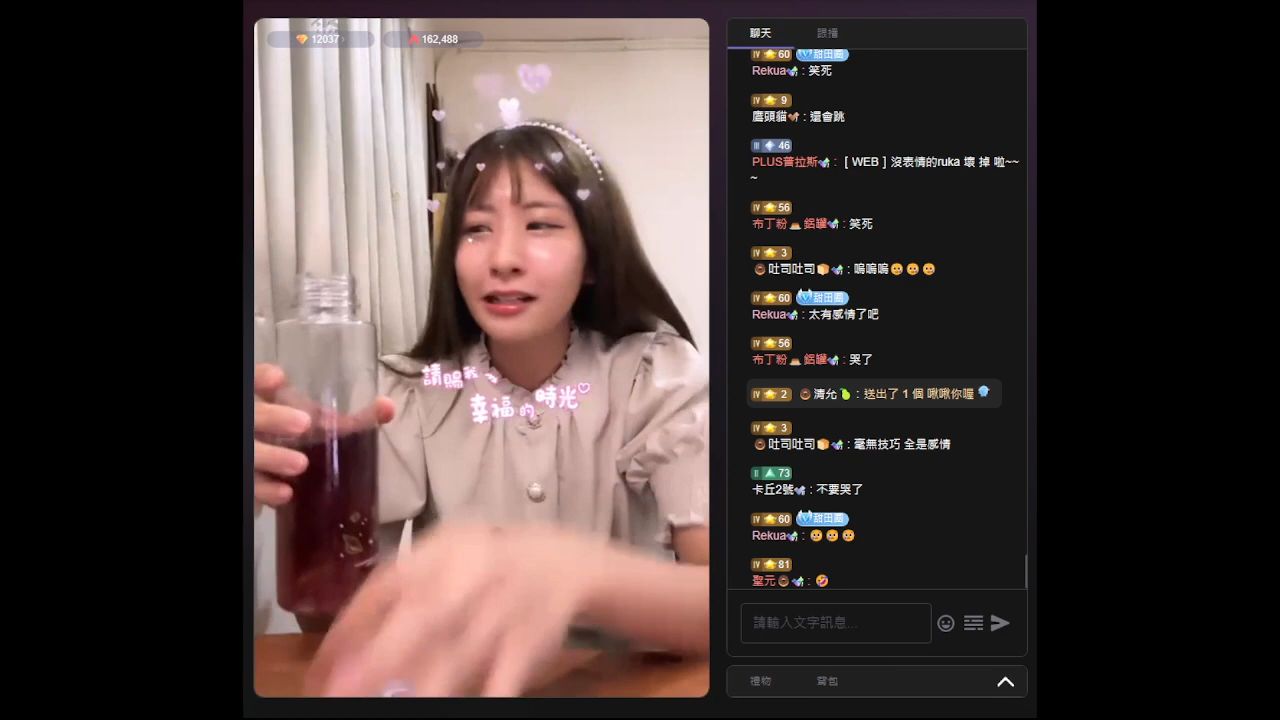 12037
162,488
請賜我
幸福的時光
聊天 跟播
IV 60 甜田圈
Rekua : 笑死
IV 9
鷹頭貓 : 還會跳
III 46
PLUS普拉斯 : [ WEB ] 沒表情的ruka 壞 掉 啦~~
~
IV 56
布丁粉 鋁罐 : 笑死
IV 3
吐司吐司 : 嗚嗚嗚
IV 60 甜田圈
Rekua : 太有感情了吧
IV 56
布丁粉 鋁罐 : 哭了
IV 2 清允 : 送出了 1 個 啾啾你喔
IV 3
吐司吐司 : 毫無技巧 全是感情
II 73
卡丘2號 : 不要哭了
IV 60 甜田圈
Rekua :
IV 81
聖元 :
請輸入文字訊息...
禮物 背包